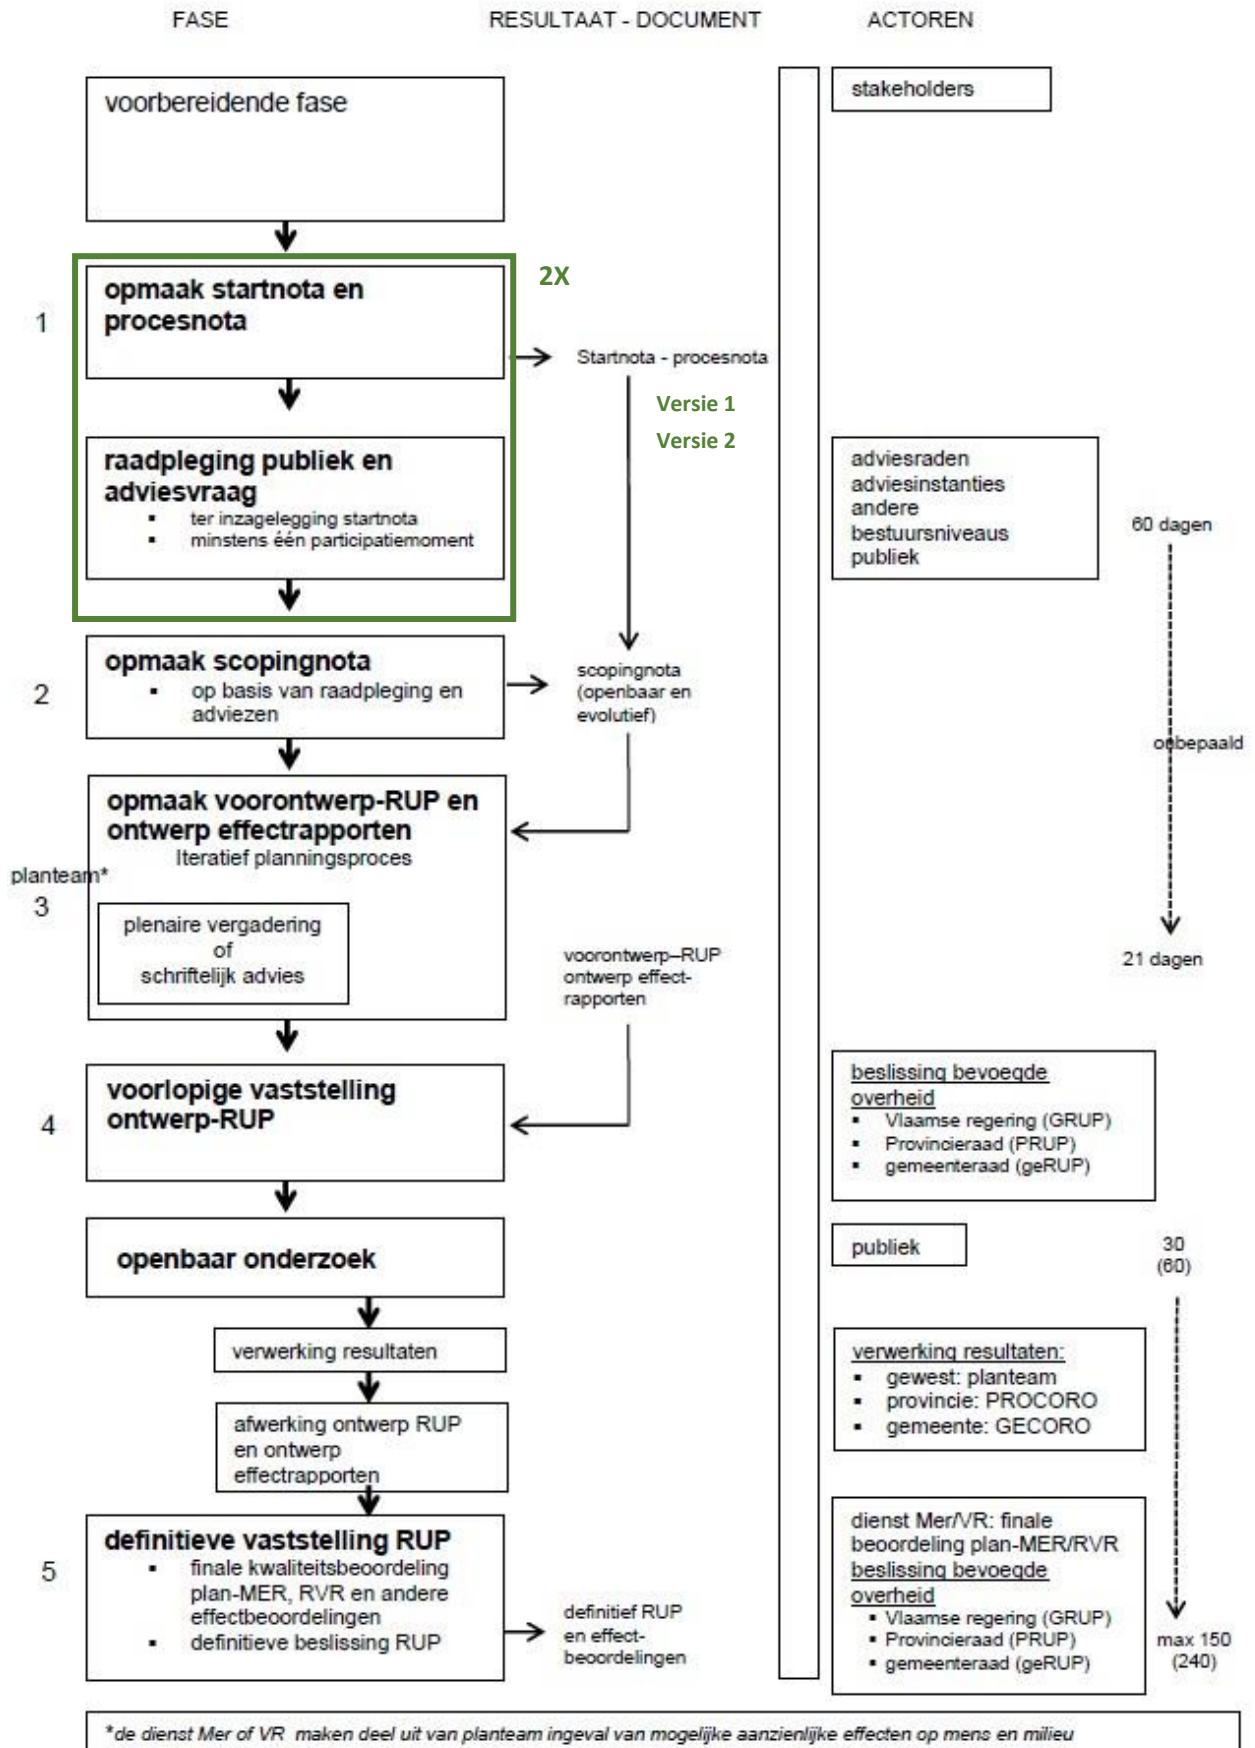 FASE
RESULTAAT - DOCUMENT
ACTOREN
voorbereidende fase
stakeholders
1
opmaak startnota en
procesnota
2X
Startnota - procesnota
Versie 1
Versie 2
raadpleging publiek en
adviesvraag
▪ ter inzagelegging startnota
▪ minstens één participatiemoment
adviesraden
adviesinstanties
andere
bestuursniveaus
publiek
60 dagen
2
opmaak scopingnota
▪ op basis van raadpleging en
adviezen
scopingnota
(openbaar en
evolutief)
onbepaald
opmaak voorontwerp-RUP en
ontwerp effectrapporten
Iteratief planningsproces
planteam*
3
plenaire vergadering
of
schriftelijk advies
voorontwerp–RUP
ontwerp effect-
rapporten
21 dagen
4
voorlopige vaststelling
ontwerp-RUP
beslissing bevoegde
overheid
▪ Vlaamse regering (GRUP)
▪ Provincieraad (PRUP)
▪ gemeenteraad (geRUP)
openbaar onderzoek
publiek
30
(60)
verwerking resultaten
verwerking resultaten:
▪ gewest: planteam
▪ provincie: PROCORO
▪ gemeente: GECORO
afwerking ontwerp RUP
en ontwerp
effectrapporten
5
definitieve vaststelling RUP
▪ finale kwaliteitsbeoordeling
plan-MER, RVR en andere
effectbeoordelingen
▪ definitieve beslissing RUP
definitief RUP
en effect-
beoordelingen
dienst Mer/VR: finale
beoordeling plan-MER/RVR
beslissing bevoegde
overheid
▪ Vlaamse regering (GRUP)
▪ Provincieraad (PRUP)
▪ gemeenteraad (geRUP)
max 150
(240)
*de dienst Mer of VR maken deel uit van planteam ingeval van mogelijke aanzienlijke effecten op mens en milieu